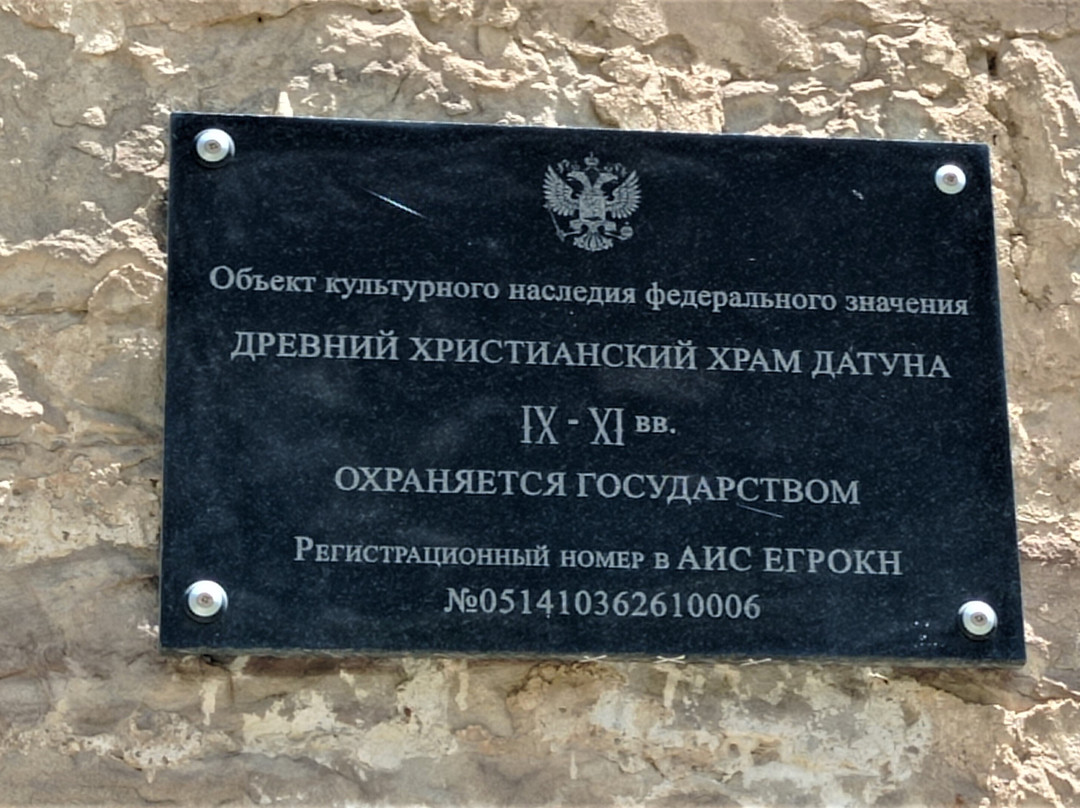 Объект культурного наследия федерального значения
ДРЕВНИЙ ХРИСТИАНСКИЙ ХРАМ ДАТУНА
IX - XI вв.
ОХРАНЯЕТСЯ ГОСУДАРСТВОМ
Регистрационный номер в АИС ЕГРОКН
№051410362610006